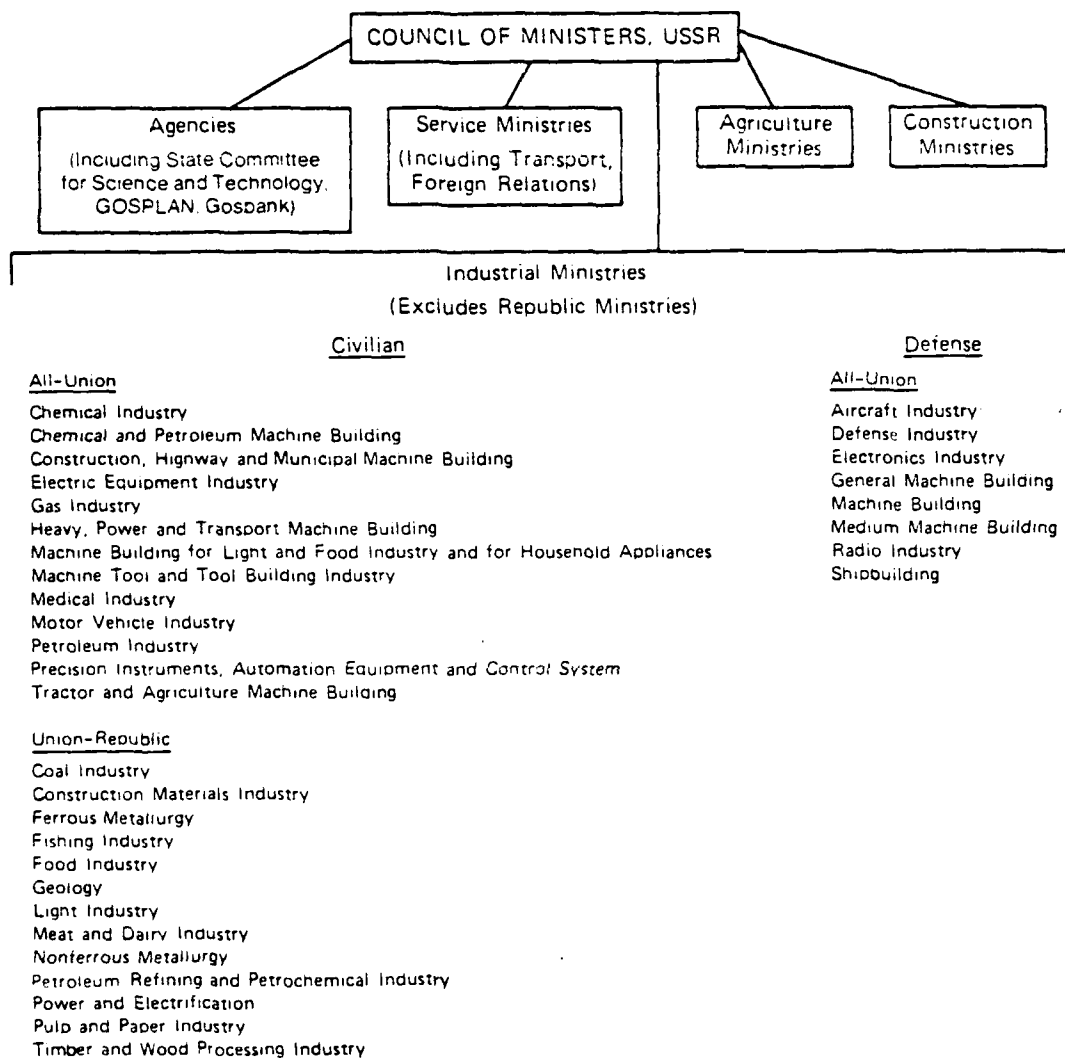 COUNCIL OF MINISTERS, USSR
Agencies
(Including State Committee
for Science and Technology,
GOSPLAN, Gosbank)
Service Ministries
(Including Transport,
Foreign Relations)
Agriculture
Ministries
Construction
Ministries
Industrial Ministries
(Excludes Republic Ministries)
Civilian
All-Union
Chemical Industry
Chemical and Petroleum Machine Building
Construction, Highway and Municipal Machine Building
Electric Equipment Industry
Gas Industry
Heavy, Power and Transport Machine Building
Machine Building for Light and Food Industry and for Household Appliances
Machine Tool and Tool Building Industry
Medical Industry
Motor Vehicle Industry
Petroleum Industry
Precision Instruments, Automation Equipment and Control System
Tractor and Agriculture Machine Building
Union-Republic
Coal Industry
Construction Materials Industry
Ferrous Metallurgy
Fishing Industry
Food Industry
Geology
Light Industry
Meat and Dairy Industry
Nonferrous Metallurgy
Petroleum Refining and Petrochemical Industry
Power and Electrification
Pulp and Paper Industry
Timber and Wood Processing Industry
Defense
All-Union
Aircraft Industry
Defense Industry
Electronics Industry
General Machine Building
Machine Building
Medium Machine Building
Radio Industry
Shipbuilding